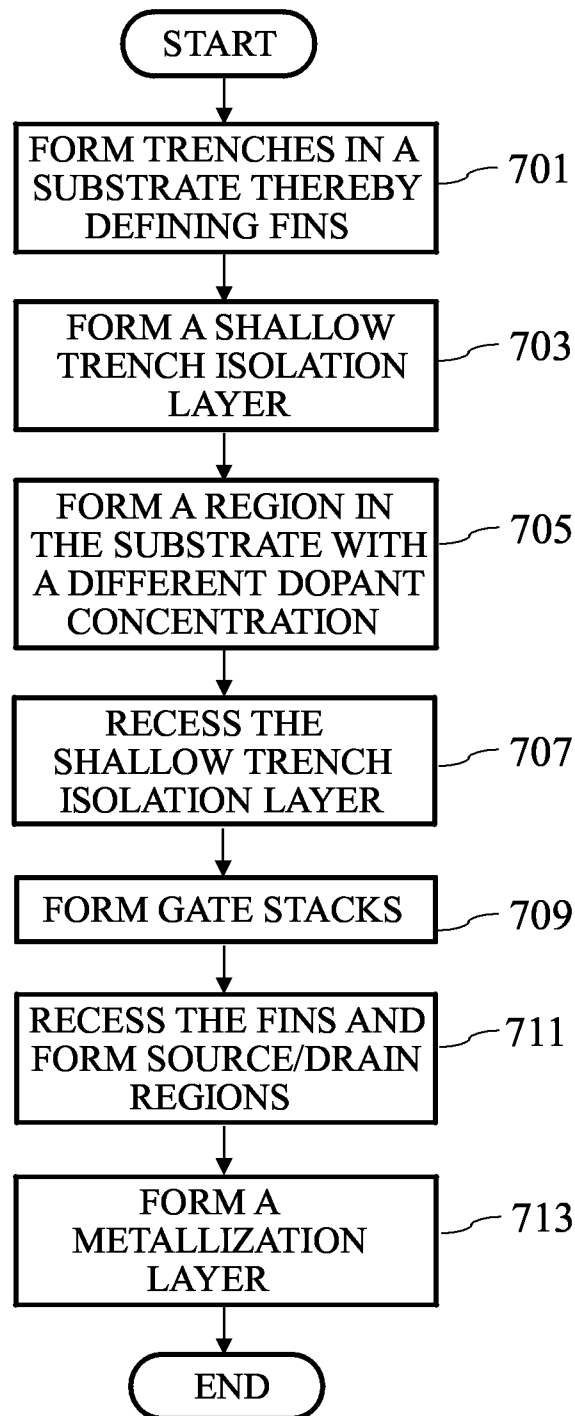 START
FORM TRENCHES IN A
SUBSTRATE THEREBY
DEFINING FINS
701
FORM A SHALLOW
TRENCH ISOLATION
LAYER
703
FORM A REGION IN
THE SUBSTRATE WITH
A DIFFERENT DOPANT
CONCENTRATION
705
RECESS THE
SHALLOW TRENCH
ISOLATION LAYER
707
FORM GATE STACKS
709
RECESS THE FINS AND
FORM SOURCE/DRAIN
REGIONS
711
FORM A
METALLIZATION
LAYER
713
END